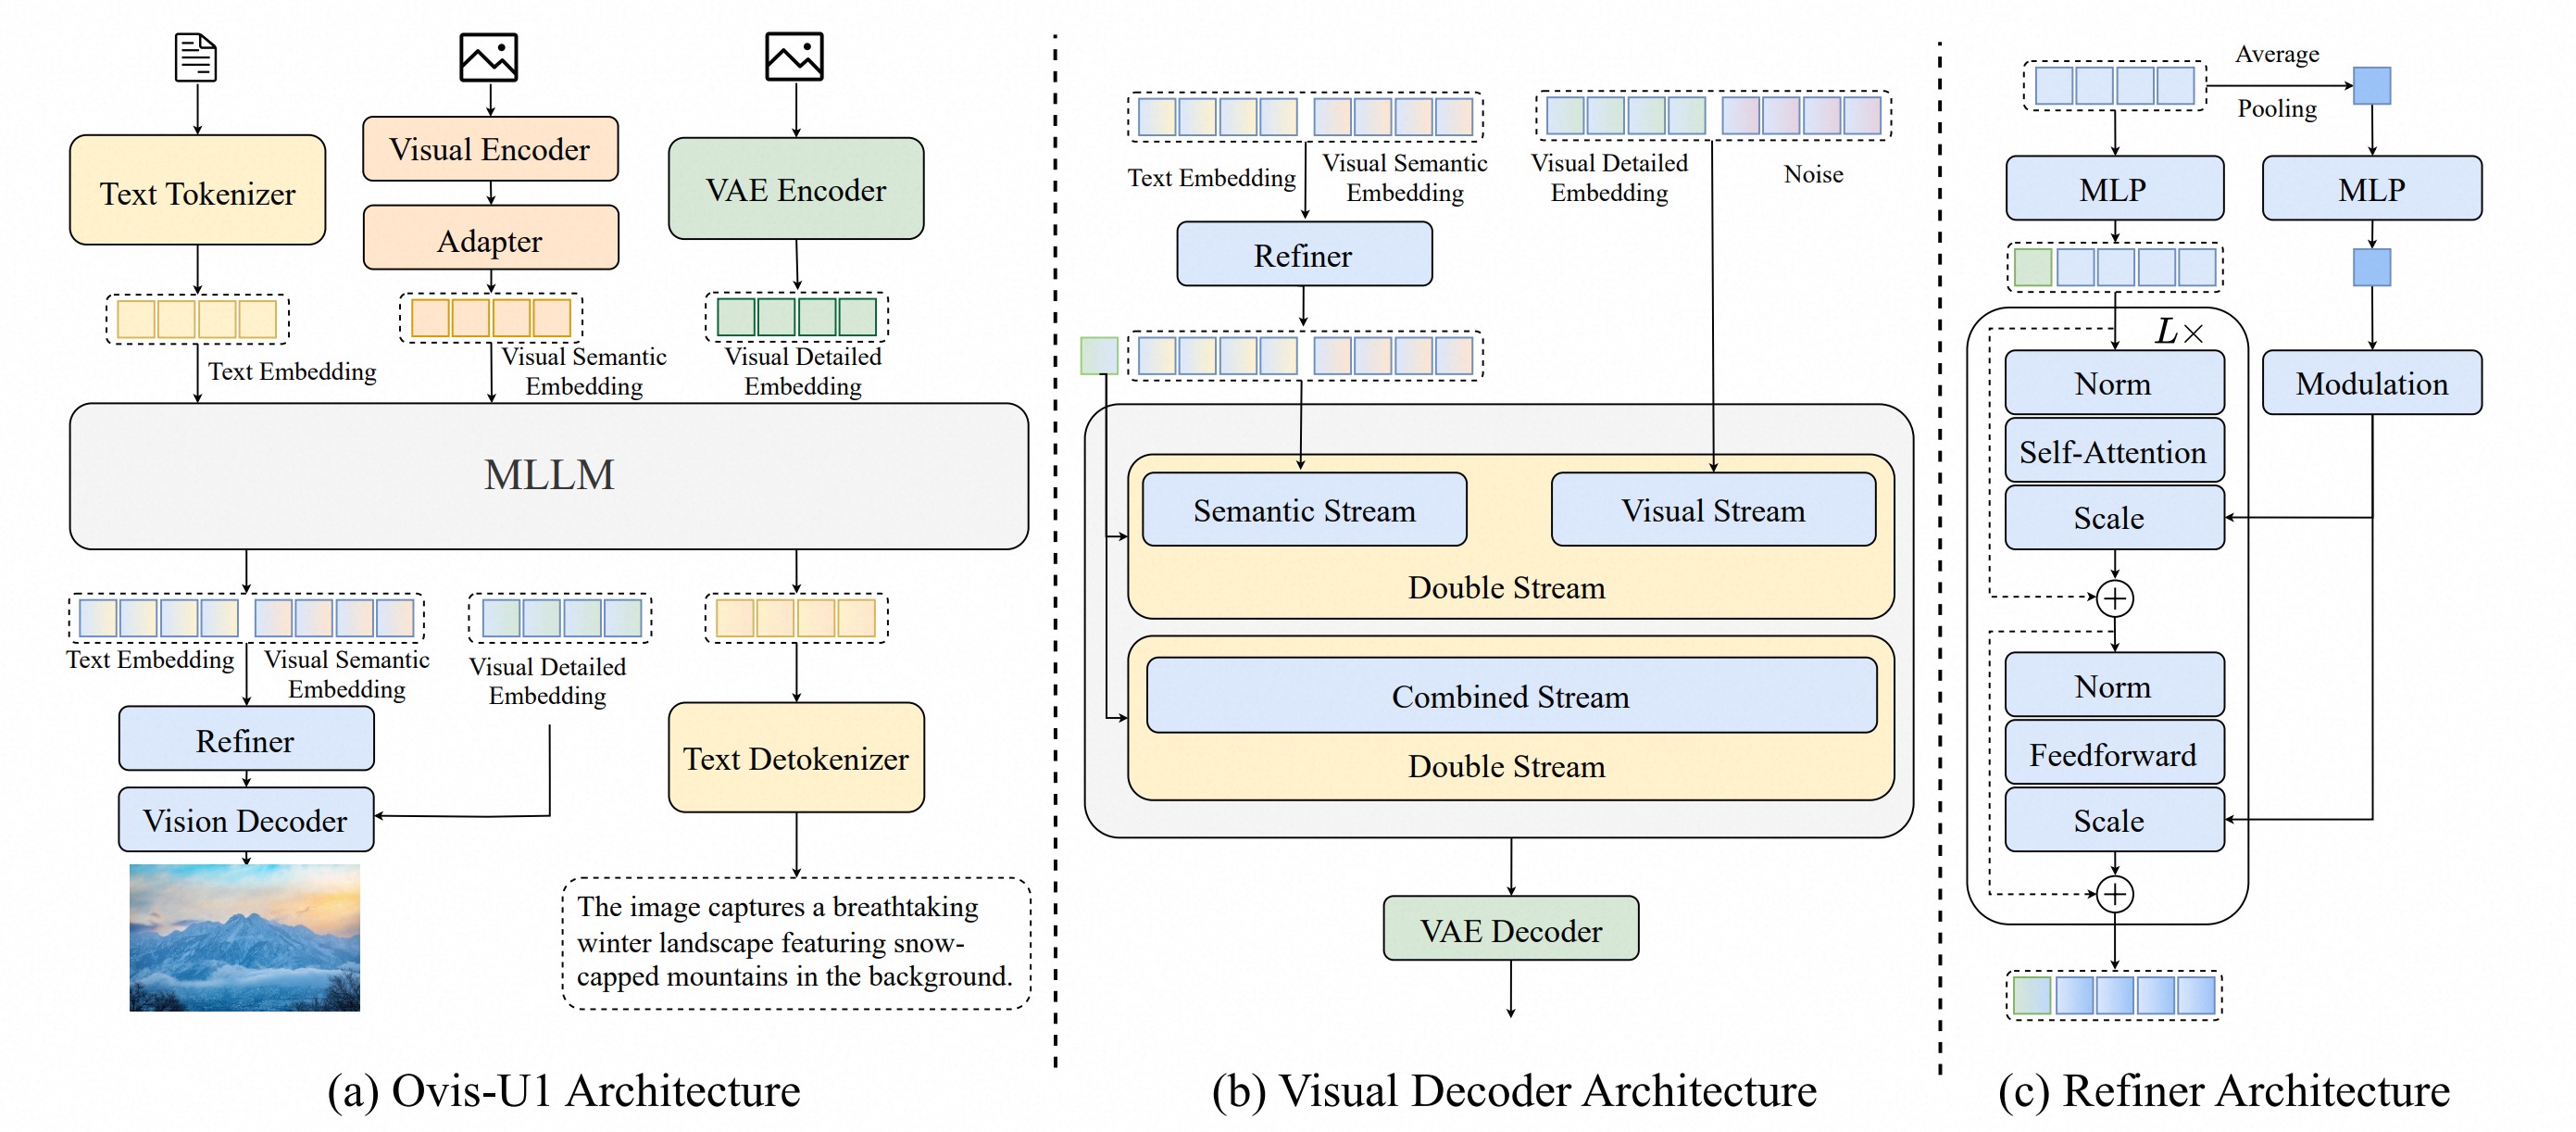 Text Tokenizer
Visual Encoder
Adapter
VAE Encoder
Text Embedding
Visual Semantic
Embedding
Visual Detailed
Embedding
MLLM
Text Embedding
Visual Semantic
Embedding
Visual Detailed
Embedding
Refiner
Vision Decoder
Text Detokenizer
The image captures a breathtaking
winter landscape featuring snow-
capped mountains in the background.
(a) Ovis-U1 Architecture
Text Embedding
Visual Semantic
Embedding
Visual Detailed
Embedding
Noise
Refiner
Semantic Stream
Visual Stream
Double Stream
Combined Stream
Double Stream
VAE Decoder
(b) Visual Decoder Architecture
Average
Pooling
MLP
MLP
L×
Norm
Self-Attention
Scale
Modulation
Norm
Feedforward
Scale
(c) Refiner Architecture